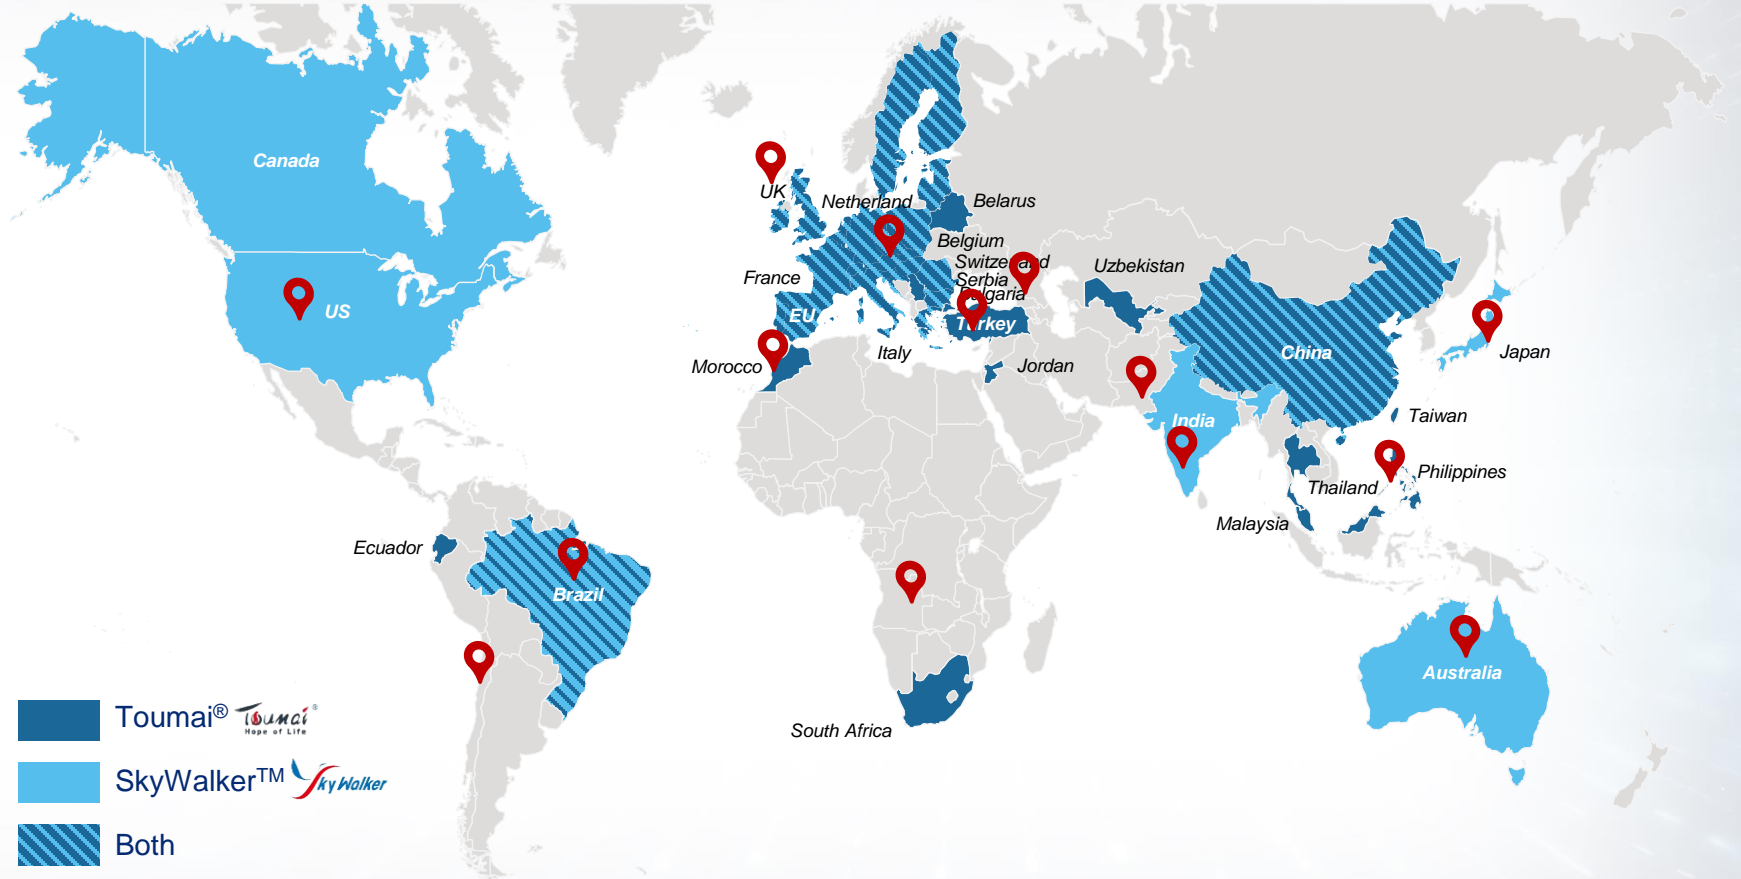 Canada
UK
Netherland
Belarus
Belgium
Switzerland
Uzbekistan
France
Serbia
Bulgaria
US
EU
Turkey
China
Italy
Japan
Morocco
Jordan
India
Taiwan
Philippines
Thailand
Malaysia
Ecuador
Brazil
Australia
South Africa
Toumai® Toumai®
Hope of Life
SkyWalker™ SkyWalker
Both